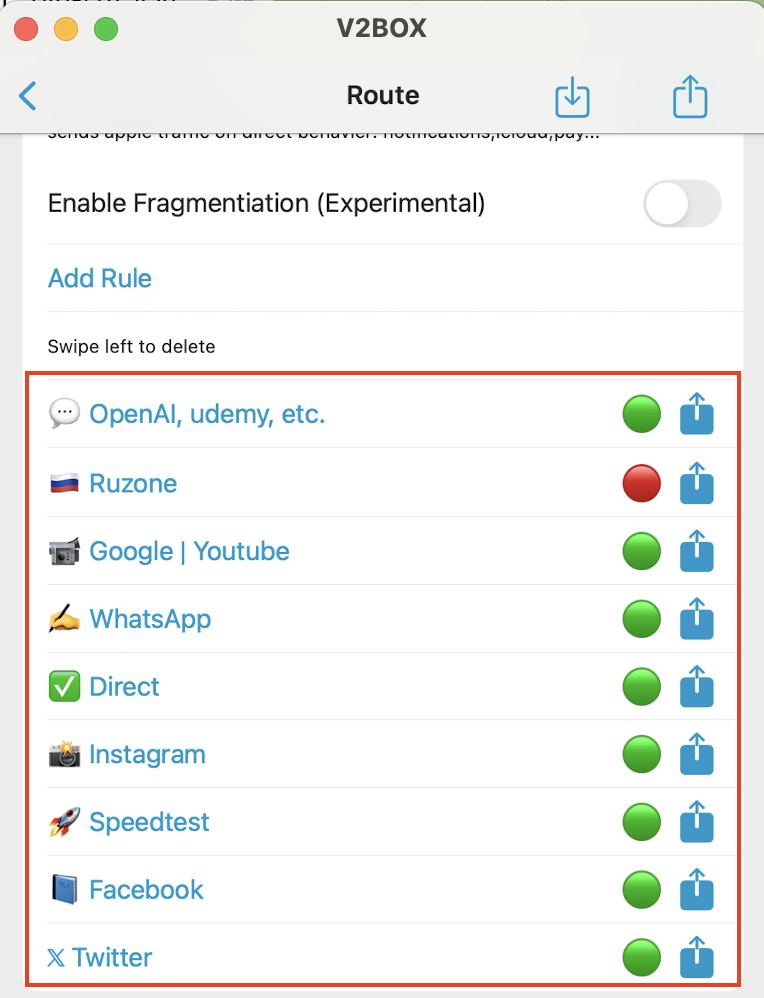 V2BOX
Route
sends apple traffic on direct behavier: notifications,icloud,pay...
Enable Fragmentiation (Experimental)
Add Rule
Swipe left to delete
OpenAI, udemy, etc.
Ruzone
Google | Youtube
WhatsApp
Direct
Instagram
Speedtest
Facebook
𝕏 Twitter